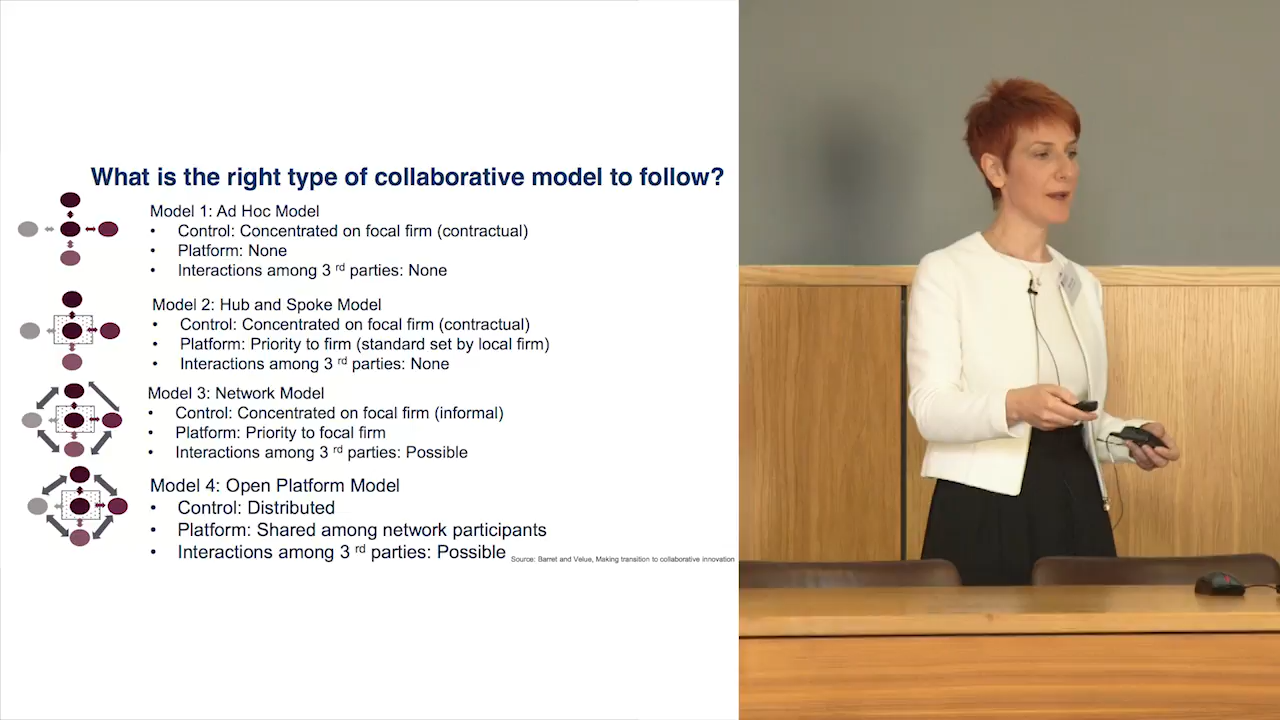 What is the right type of collaborative model to follow?
Model 1: Ad Hoc Model
• Control: Concentrated on focal firm (contractual)
• Platform: None
• Interactions among 3 rd parties: None
Model 2: Hub and Spoke Model
• Control: Concentrated on focal firm (contractual)
• Platform: Priority to firm (standard set by local firm)
• Interactions among 3 rd parties: None
Model 3: Network Model
• Control: Concentrated on focal firm (informal)
• Platform: Priority to focal firm
• Interactions among 3 rd parties: Possible
Model 4: Open Platform Model
• Control: Distributed
• Platform: Shared among network participants
• Interactions among 3 rd parties: Possible
Source: Barret and Velue, Making transition to collaborative innovation